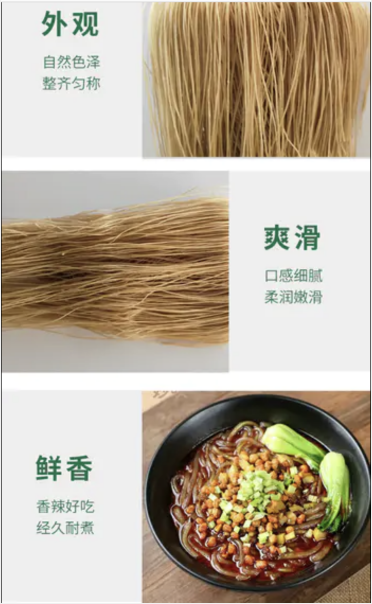 外观
自然色泽
整齐匀称
爽滑
口感细腻
柔润嫩滑
鲜香
香辣好吃
经久耐煮